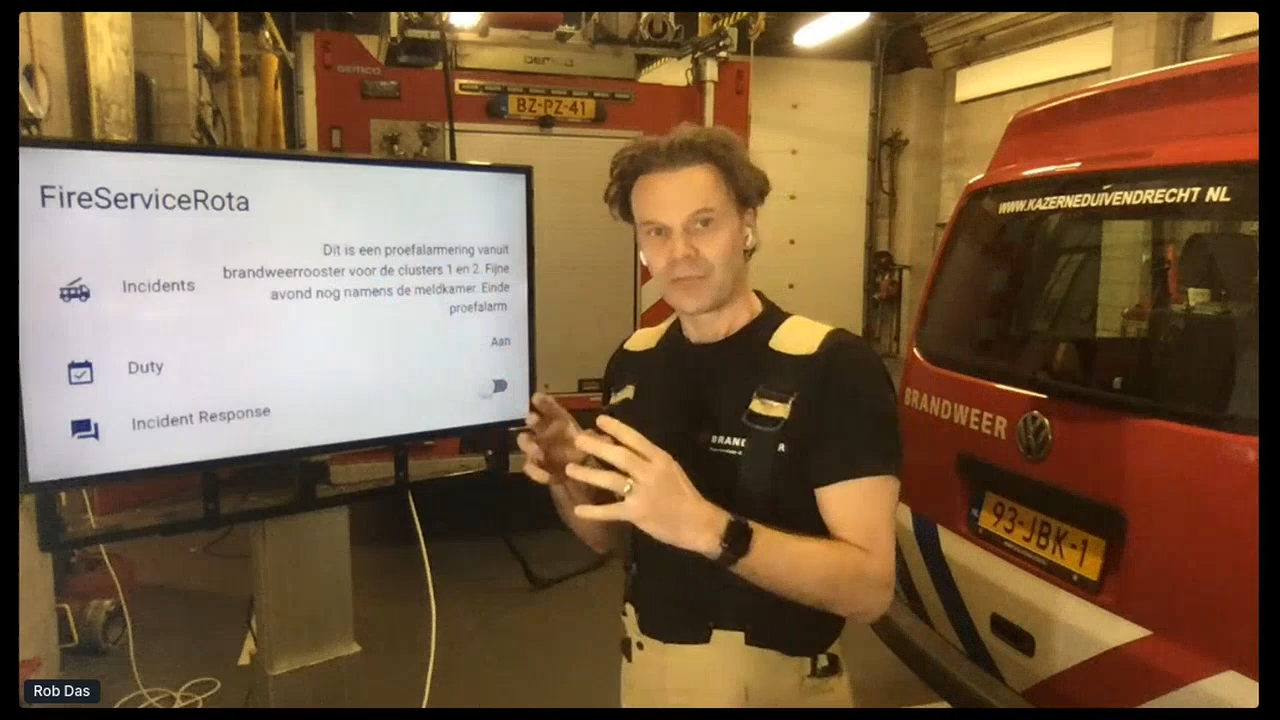 GEMCO
GEMCO
BZ-PZ-41
FireServiceRota
Incidents
Dit is een proefalarmering vanuit
brandweerrooster voor de clusters 1 en 2. Fijne
avond nog namens de meldkamer. Einde
proefalarm
Duty
Aan
Incident Response
WWW.KAZERNEDUIVENDRECHT NL
BRANDWEER
93-JBK-1
NL
Rob Das